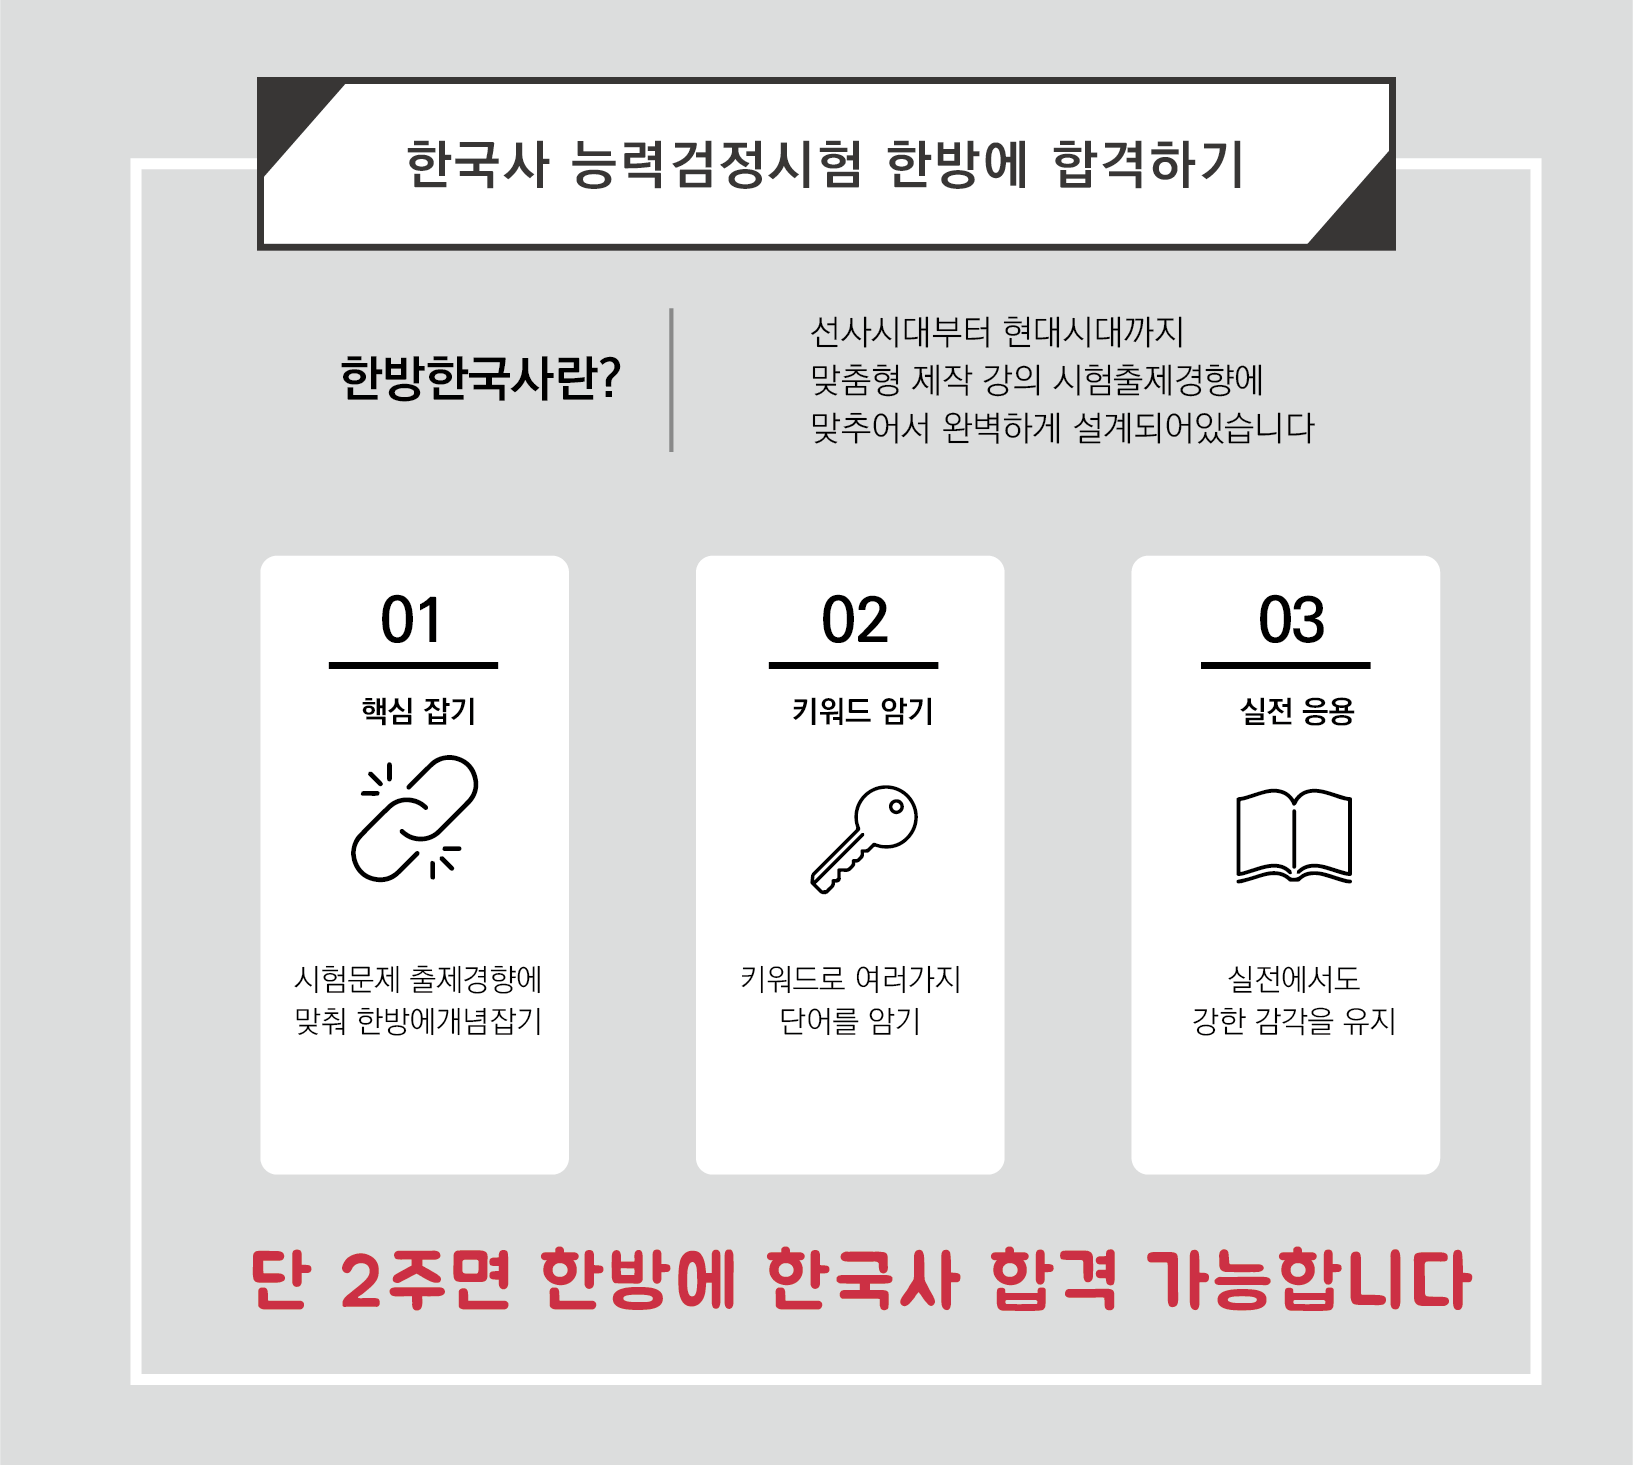 한국사 능력검정시험 한방에 합격하기
한방한국사란?
선사시대부터 현대시대까지
맞춤형 제작 강의 시험출제경향에
맞추어서 완벽하게 설계되어있습니다
01
핵심 잡기
시험문제 출제경향에
맞춰 한방에개념잡기
02
키워드 암기
키워드로 여러가지
단어를 암기
03
실전 응용
실전에서도
강한 감각을 유지
단 2주면 한방에 한국사 합격 가능합니다